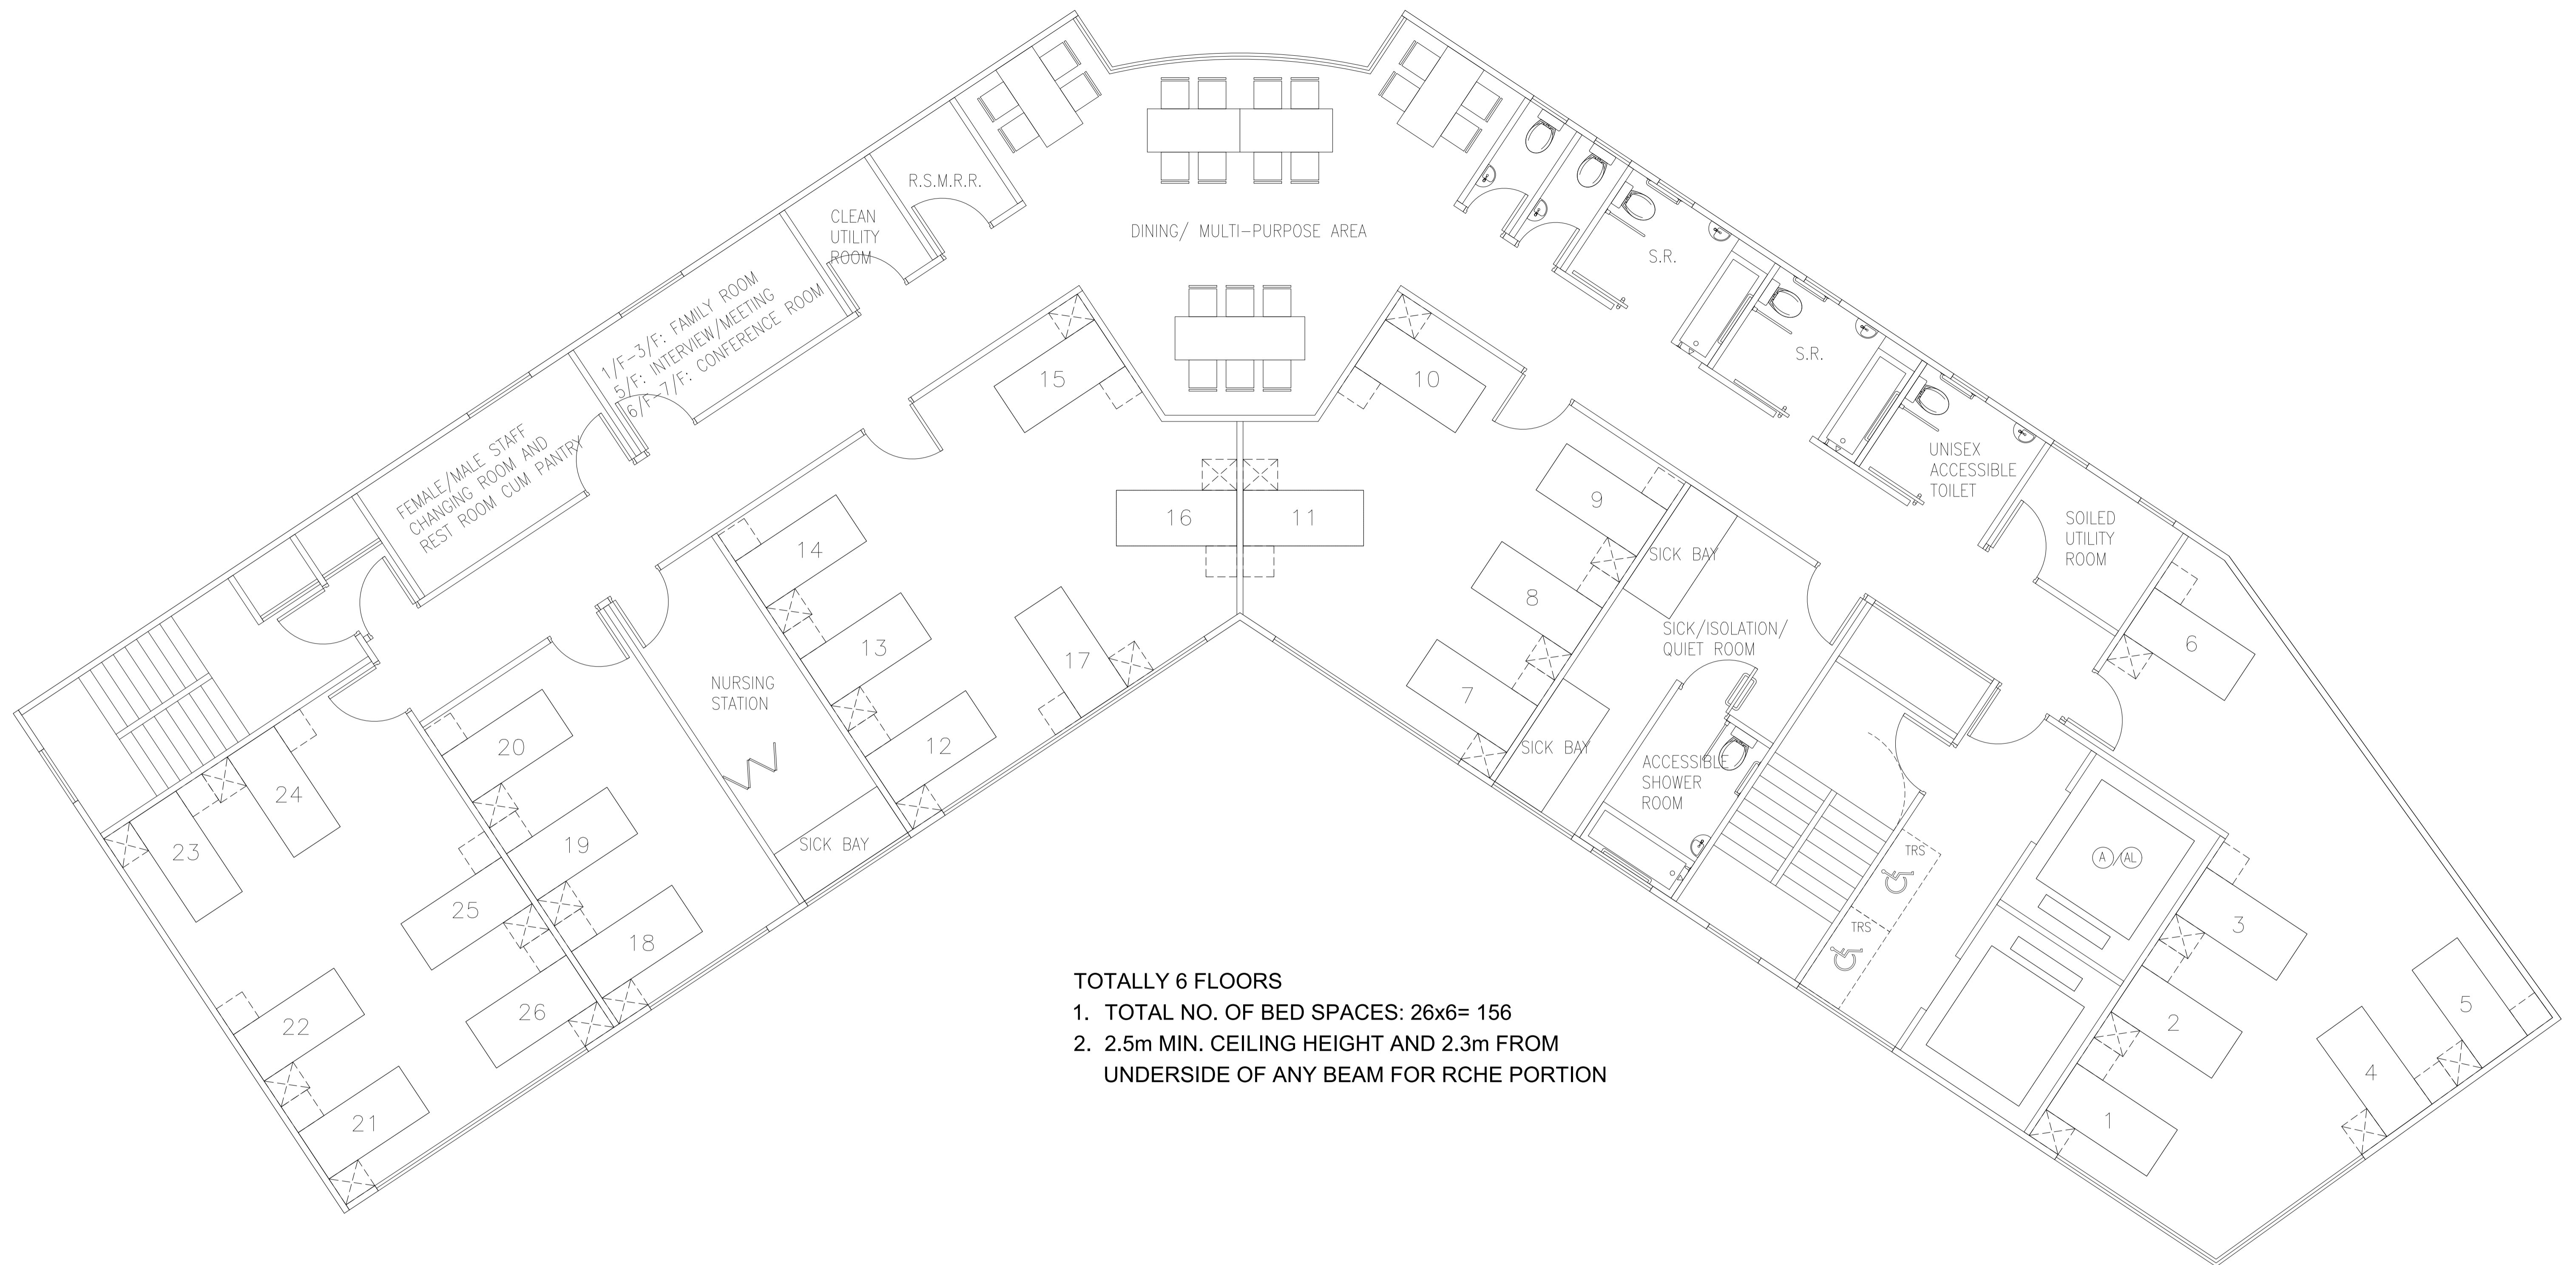 R.S.M.R.R.
CLEAN
UTILITY
ROOM
1/F-3/F: FAMILY ROOM
5/F: INTERVIEW/MEETING
6/F-7/F: CONFERENCE ROOM
FEMALE/MALE STAFF
CHANGING ROOM AND
REST ROOM CUM PANTRY
DINING/ MULTI-PURPOSE AREA
S.R.
S.R.
UNISEX
ACCESSIBLE
TOILET
SOILED
UTILITY
ROOM
15
10
16
11
14
13
12
17
9
8
7
6
SICK BAY
SICK/ISOLATION/
QUIET ROOM
SICK BAY
ACCESSIBLE
SHOWER
ROOM
NURSING
STATION
SICK BAY
20
19
18
24
23
25
26
22
21
TRS
TRS
A/AL
3
2
1
5
4
TOTALLY 6 FLOORS
1. TOTAL NO. OF BED SPACES: 26x6= 156
2. 2.5m MIN. CEILING HEIGHT AND 2.3m FROM
UNDERSIDE OF ANY BEAM FOR RCHE PORTION